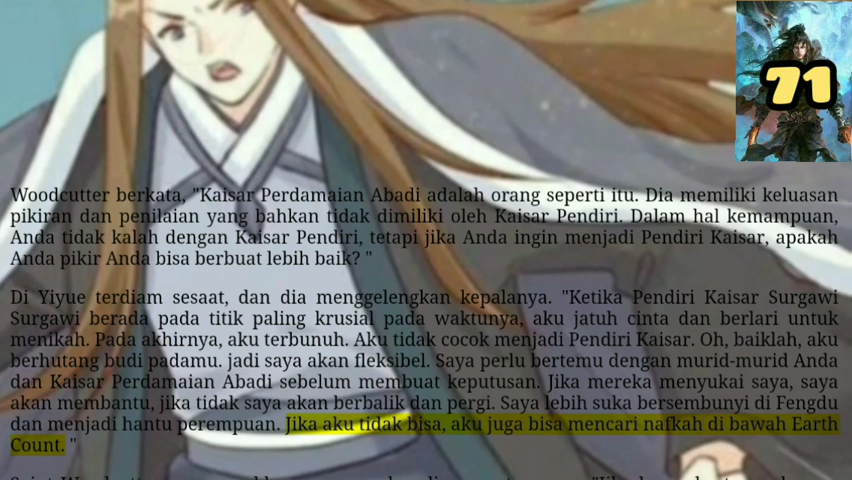 71
Woodcutter berkata, "Kaisar Perdamaian Abadi adalah orang seperti itu. Dia memiliki keluasan
pikiran dan penilaian yang bahkan tidak dimiliki oleh Kaisar Pendiri. Dalam hal kemampuan,
Anda tidak kalah dengan Kaisar Pendiri, tetapi jika Anda ingin menjadi Pendiri Kaisar, apakah
Anda pikir Anda bisa berbuat lebih baik? "
Di Yiyue terdiam sesaat, dan dia menggelengkan kepalanya. "Ketika Pendiri Kaisar Surgawi
Surgawi berada pada titik paling krusial pada waktunya, aku jatuh cinta dan berlari untuk
menikah. Pada akhirnya, aku terbunuh. Aku tidak cocok menjadi Pendiri Kaisar. Oh, baiklah, aku
berhutang budi padamu. jadi saya akan fleksibel. Saya perlu bertemu dengan murid-murid Anda
dan Kaisar Perdamaian Abadi sebelum membuat keputusan. Jika mereka menyukai saya, saya
akan membantu, jika tidak saya akan berbalik dan pergi. Saya lebih suka bersembunyi di Fengdu
dan menjadi hantu perempuan. Jika aku tidak bisa, aku juga bisa mencari nafkah di bawah Earth
Count. "